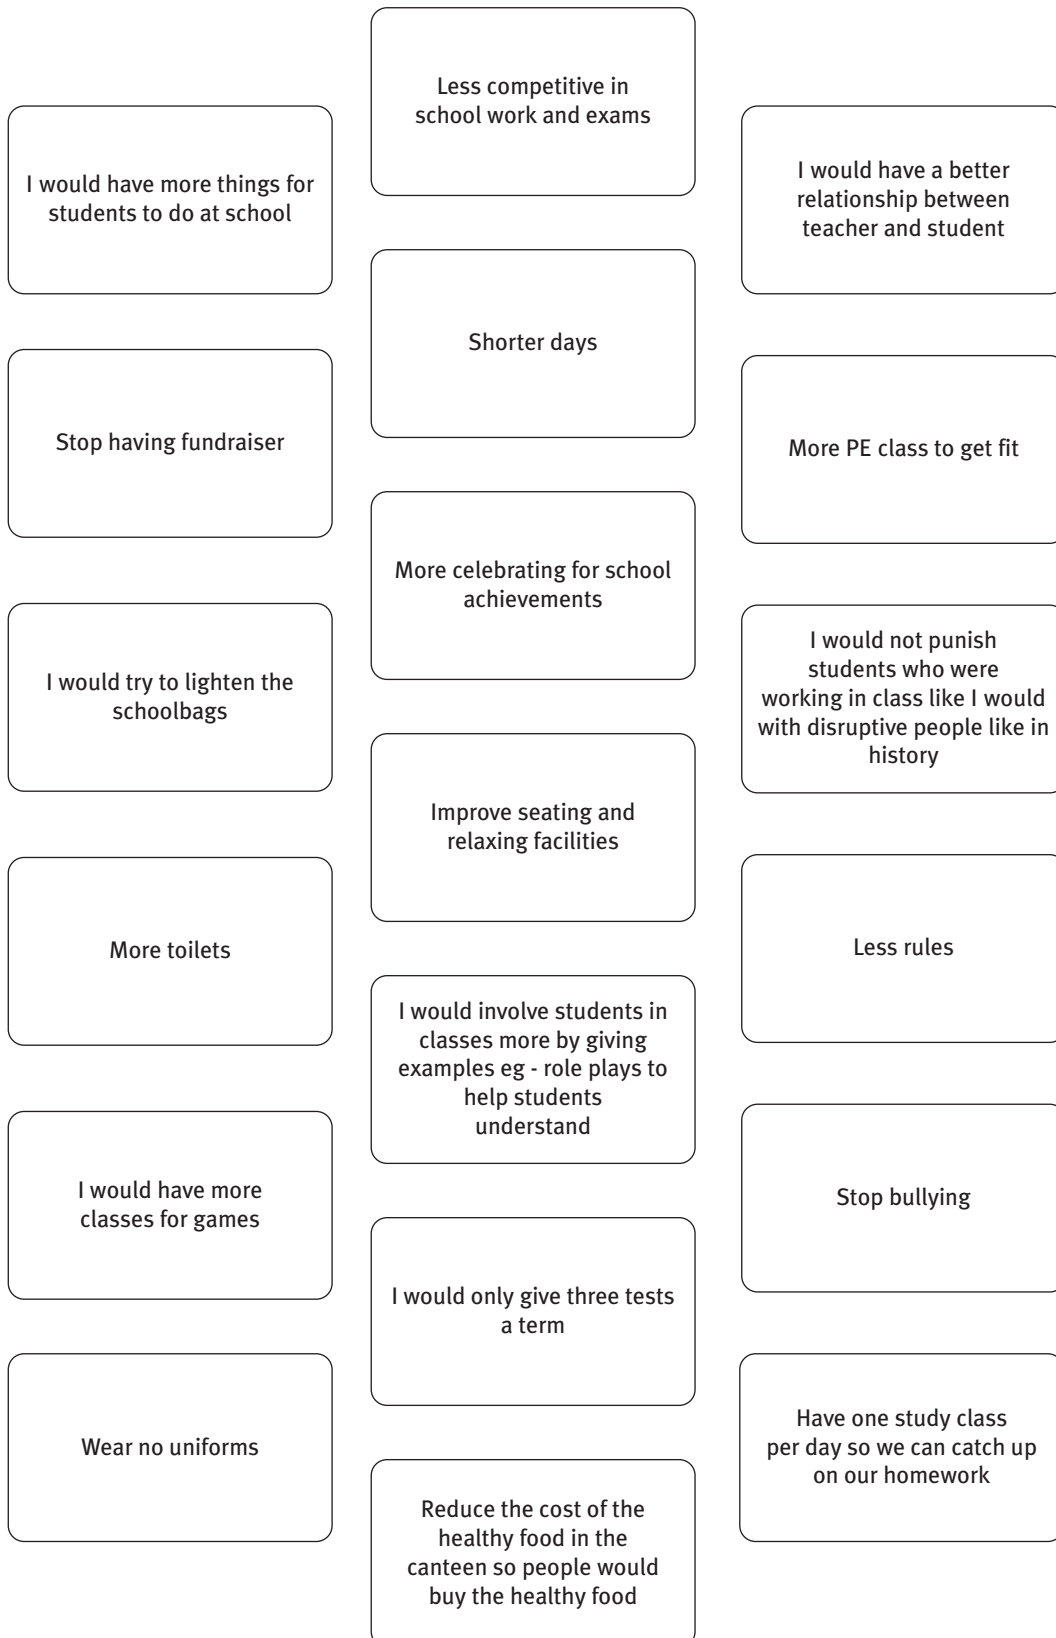 Less competitive in
school work and exams
I would have more things for
students to do at school
I would have a better
relationship between
teacher and student
Shorter days
Stop having fundraiser
More PE class to get fit
More celebrating for school
achievements
I would try to lighten the
schoolbags
I would not punish
students who were
working in class like I would
with disruptive people like in
history
Improve seating and
relaxing facilities
More toilets
Less rules
I would involve students in
classes more by giving
examples eg - role plays to
help students
understand
I would have more
classes for games
Stop bullying
I would only give three tests
a term
Wear no uniforms
Have one study class
per day so we can catch up
on our homework
Reduce the cost of the
healthy food in the
canteen so people would
buy the healthy food